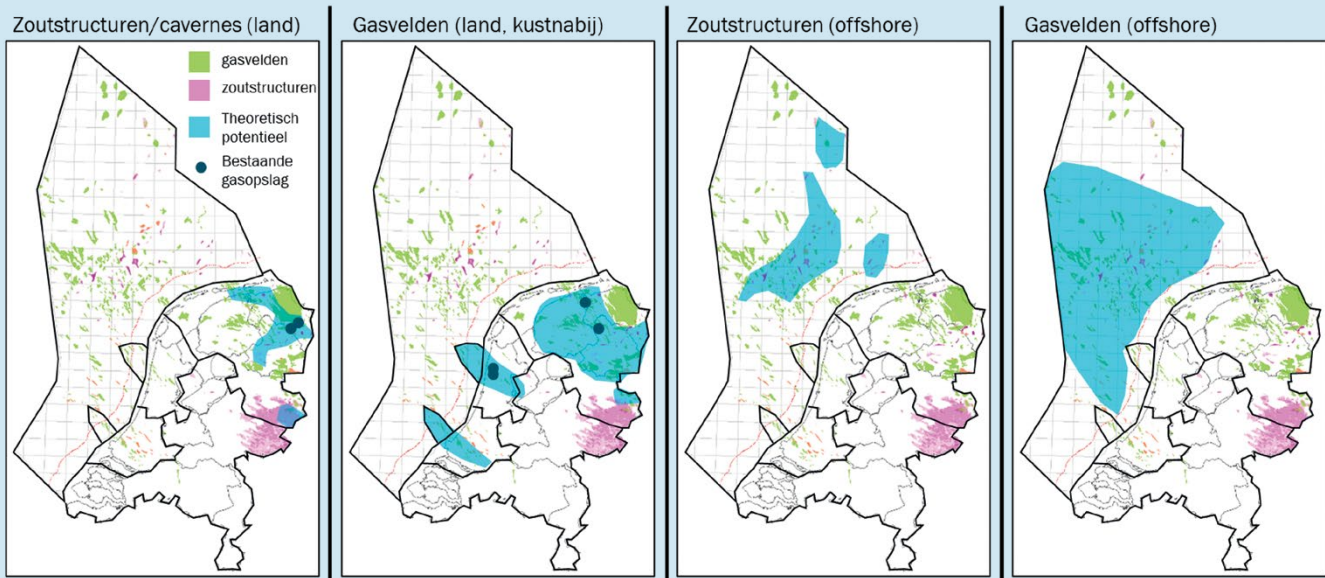 Zoutstructuren/cavernes (land)
gasvelden
zoutstructuren
Theoretisch
potentieel
Bestaande
gasopslag
Gasvelden (land, kustnabij)
Zoutstructuren (offshore)
Gasvelden (offshore)